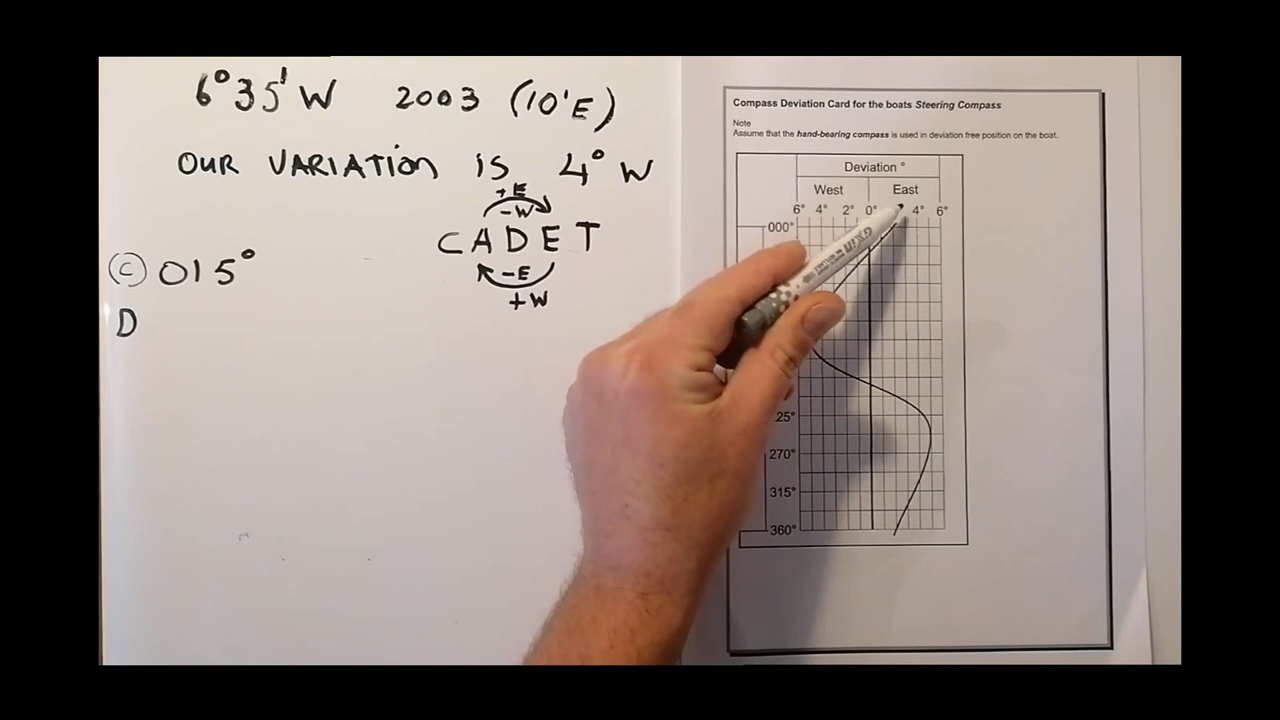 6°35'W 2003 (10'E)
OUR VARIATION IS 4° W
+E
-W
CADET
-E
+W
C 015°
D
Compass Deviation Card for the boats Steering Compass
Note
Assume that the hand-bearing compass is used in deviation free position on the boat.
Deviation °
West East
6° 4° 2° 0° 4° 6°
000°
270°
315°
360°